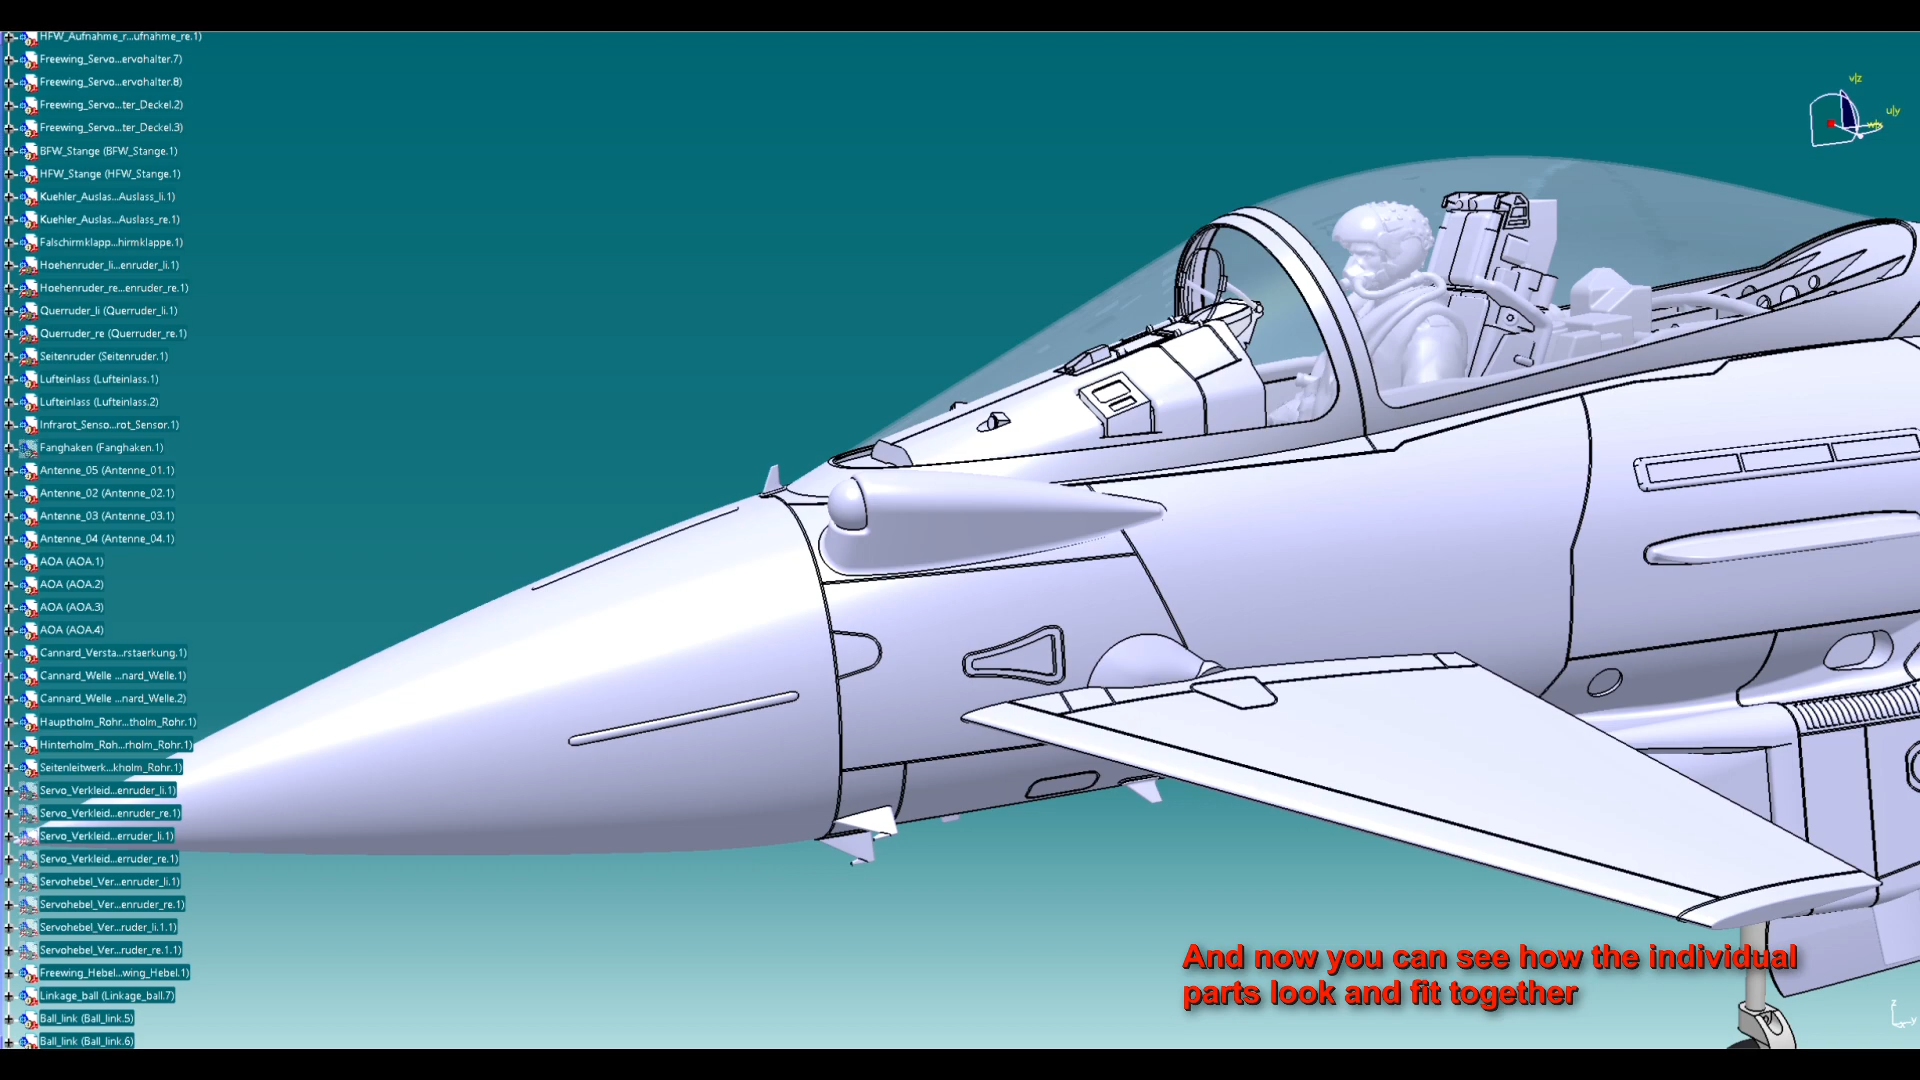 HFW_Aufnahme_r...ufnahme_re.1)
Freewing_Servo...ervohalter.7)
Freewing_Servo...ervohalter.8)
Freewing_Servo...ter_Deckel.2)
Freewing_Servo...ter_Deckel.3)
BFW_Stange (BFW_Stange.1)
HFW_Stange (HFW_Stange.1)
Kuehler_Auslas...Auslass_li.1)
Kuehler_Auslas...Auslass_re.1)
Falschirmklapp...hirmklappe.1)
Hoehenruder_li...enruder_li.1)
Hoehenruder_re...enruder_re.1)
Querruder_li (Querruder_li.1)
Querruder_re (Querruder_re.1)
Seitenruder (Seitenruder.1)
Lufteinlass (Lufteinlass.1)
Lufteinlass (Lufteinlass.2)
Infrarot_Senso...rot_Sensor.1)
Fanghaken (Fanghaken.1)
Antenne_05 (Antenne_01.1)
Antenne_02 (Antenne_02.1)
Antenne_03 (Antenne_03.1)
Antenne_04 (Antenne_04.1)
AOA (AOA.1)
AOA (AOA.2)
AOA (AOA.3)
AOA (AOA.4)
Cannard_Versta...rstaerkung.1)
Cannard_Welle ...nard_Welle.1)
Cannard_Welle ...nard_Welle.2)
Hauptholm_Rohr...tholm_Rohr.1)
Hinterholm_Roh...rholm_Rohr.1)
Seitenleitwerk...kholm_Rohr.1)
Servo_Verkleid...enruder_li.1)
Servo_Verkleid...enruder_re.1)
Servo_Verkleid...erruder_li.1)
Servo_Verkleid...erruder_re.1)
Servohebel_Ver...enruder_li.1)
Servohebel_Ver...enruder_re.1)
Servohebel_Ver...ruder_li.1.1)
Servohebel_Ver...ruder_re.1.1)
Freewing_Hebel...wing_Hebel.1)
Linkage_ball (Linkage_ball.7)
Ball_link (Ball_link.5)
Ball_link (Ball_link.6)
v|z
u|y
w|x
And now you can see how the individual
parts look and fit together
z
y